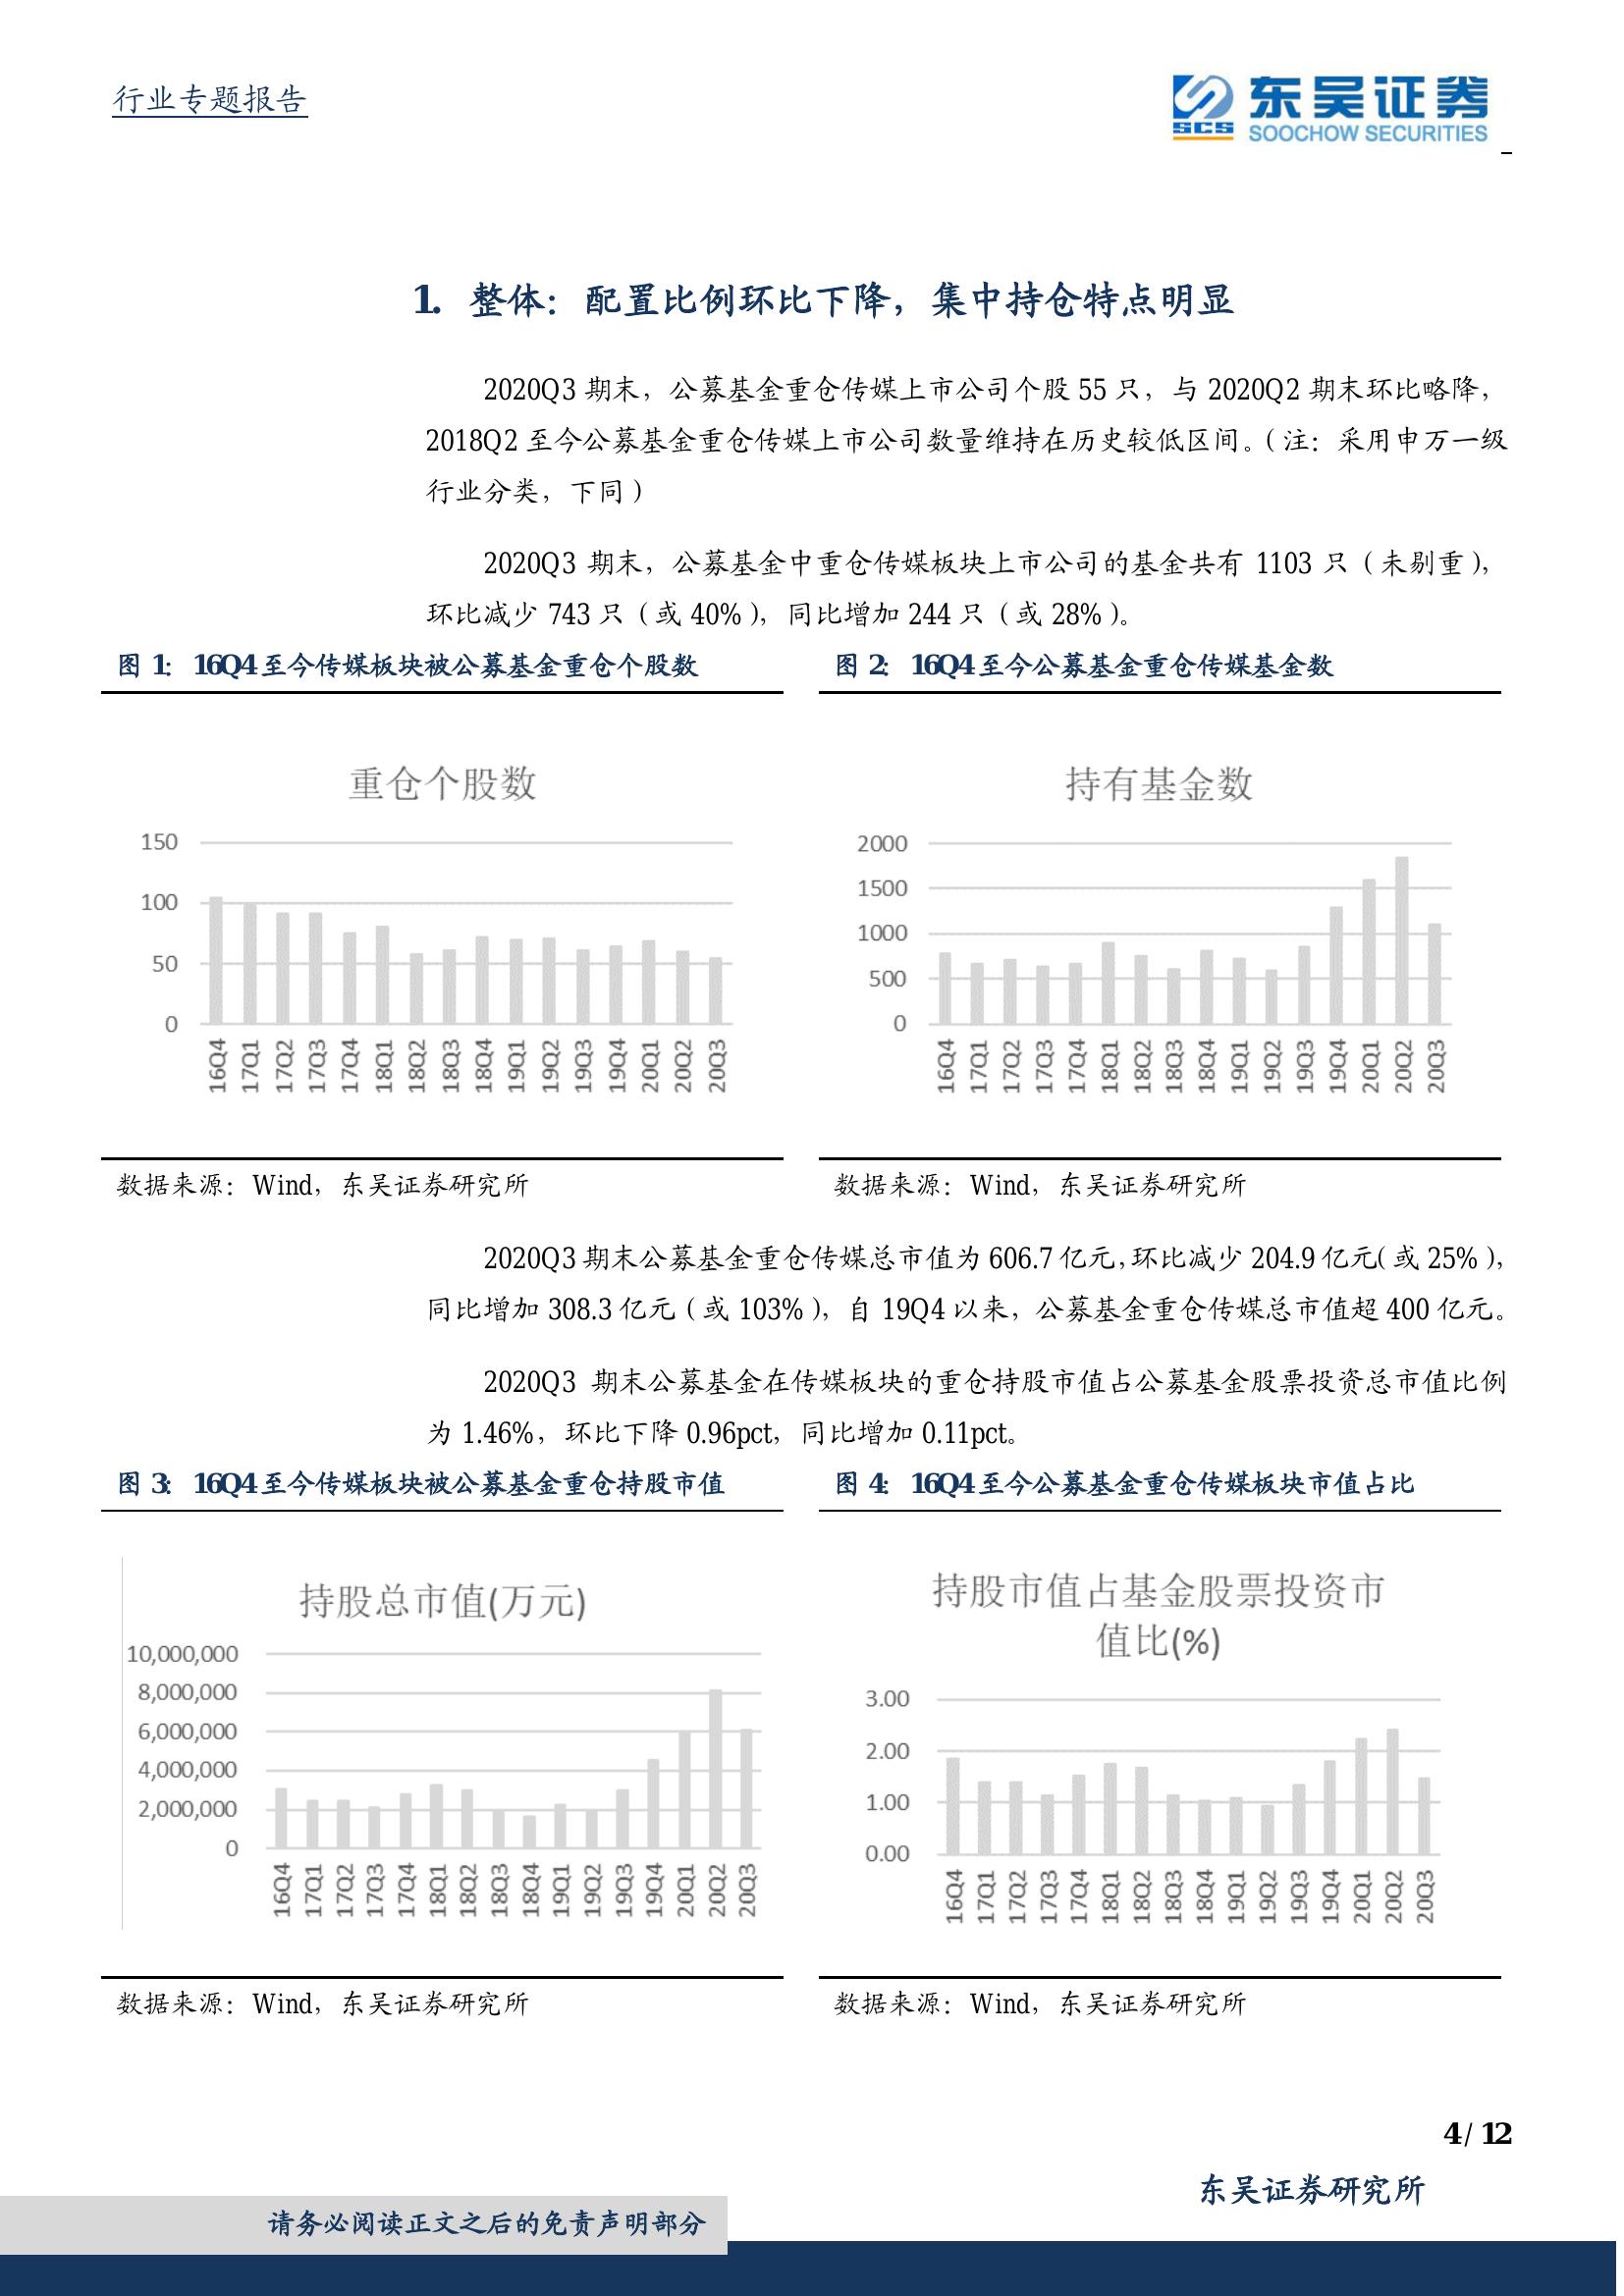 行业专题报告
东吴证券
SCS
SOOCHOW SECURITIES
1. 整体：配置比例环比下降，集中持仓特点明显
2020Q3 期末，公募基金重仓传媒上市公司个股 55 只，与 2020Q2 期末环比略降，
2018Q2 至今公募基金重仓传媒上市公司数量维持在历史较低区间。（注：采用申万一级
行业分类，下同）
2020Q3 期末，公募基金中重仓传媒板块上市公司的基金共有 1103 只（未剔重），
环比减少 743 只（或 40%），同比增加 244 只（或 28%）。
图 1： 16Q4 至今传媒板块被公募基金重仓个股数
图 2： 16Q4 至今公募基金重仓传媒基金数
重仓个股数
150
100
50
0
16Q4 17Q1 17Q2 17Q3 17Q4 18Q1 18Q2 18Q3 18Q4 19Q1 19Q2 19Q3 19Q4 20Q1 20Q2 20Q3
持有基金数
2000
1500
1000
500
0
16Q4 17Q1 17Q2 17Q3 17Q4 18Q1 18Q2 18Q3 18Q4 19Q1 19Q2 19Q3 19Q4 20Q1 20Q2 20Q3
数据来源：Wind，东吴证券研究所
数据来源：Wind，东吴证券研究所
2020Q3 期末公募基金重仓传媒总市值为 606.7 亿元，环比减少 204.9 亿元（或 25%），
同比增加 308.3 亿元（或 103%），自 19Q4 以来，公募基金重仓传媒总市值超 400 亿元。
2020Q3 期末公募基金在传媒板块的重仓持股市值占公募基金股票投资总市值比例
为 1.46%，环比下降 0.96pct，同比增加 0.11pct。
图 3： 16Q4 至今传媒板块被公募基金重仓持股市值
图 4： 16Q4 至今公募基金重仓传媒板块市值占比
持股总市值(万元)
10,000,000
8,000,000
6,000,000
4,000,000
2,000,000
0
16Q4 17Q1 17Q2 17Q3 17Q4 18Q1 18Q2 18Q3 18Q4 19Q1 19Q2 19Q3 19Q4 20Q1 20Q2 20Q3
持股市值占基金股票投资市
值比(%)
3.00
2.00
1.00
0.00
16Q4 17Q1 17Q2 17Q3 17Q4 18Q1 18Q2 18Q3 18Q4 19Q1 19Q2 19Q3 19Q4 20Q1 20Q2 20Q3
数据来源：Wind，东吴证券研究所
数据来源：Wind，东吴证券研究所
4 / 12
东吴证券研究所
请务必阅读正文之后的免责声明部分